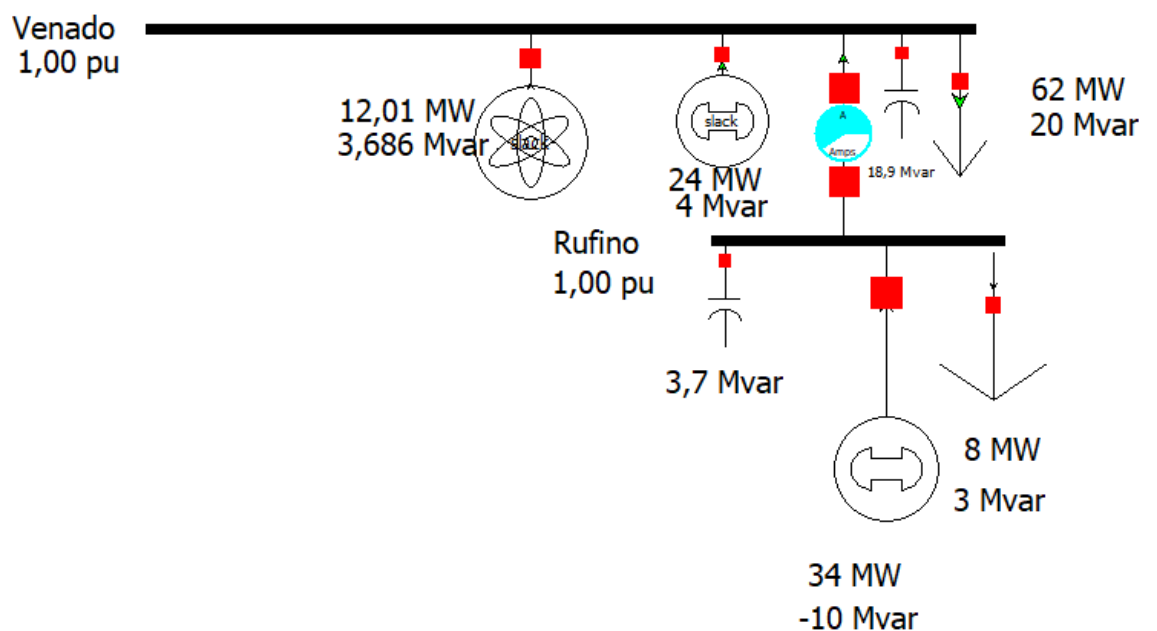 Venado
1,00 pu
12,01 MW
3,686 Mvar
slack
slack
24 MW
4 Mvar
A
Amps
18,9 Mvar
62 MW
20 Mvar
Rufino
1,00 pu
3,7 Mvar
8 MW
3 Mvar
34 MW
-10 Mvar